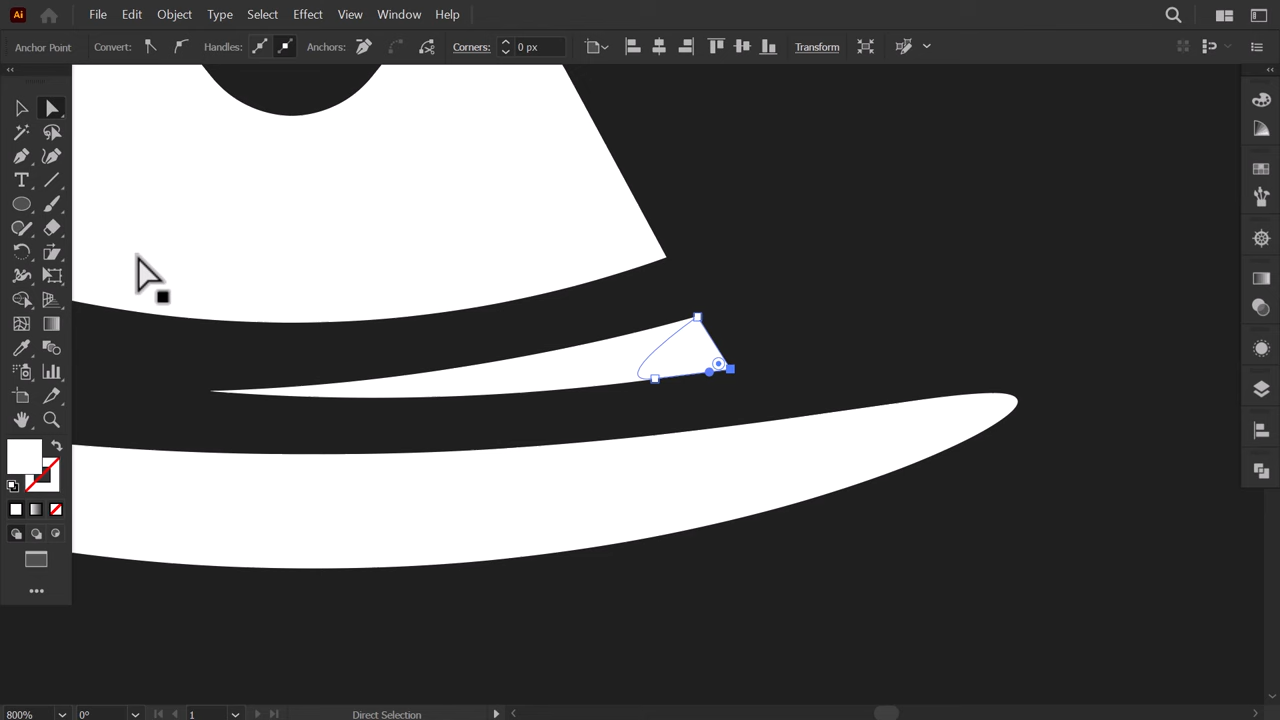 Ai File Edit Object Type Select Effect View Window Help
Anchor Point Convert: Handles: Anchors: Corners: 0 px Transform
T
800% 0° 1 Direct Selection